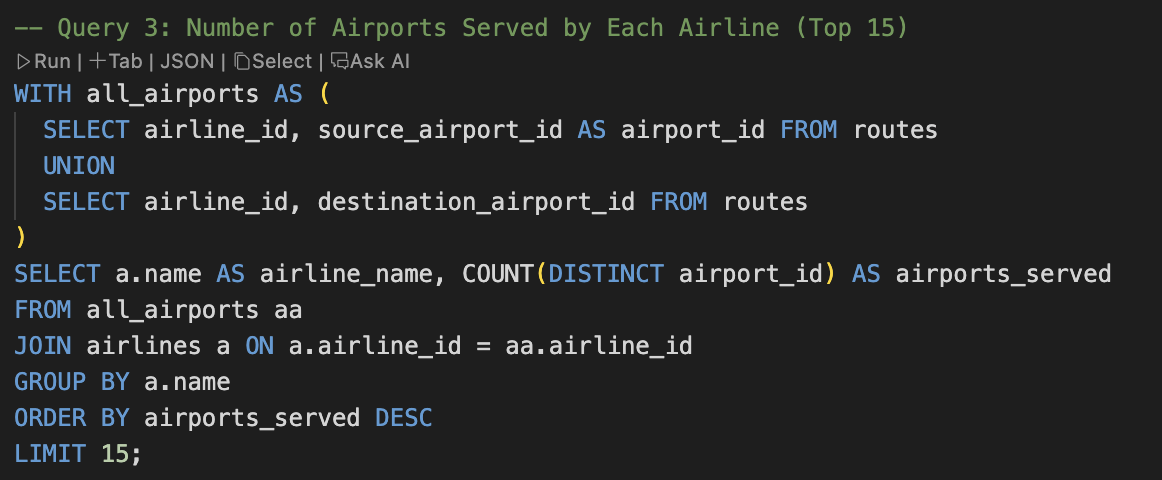 -- Query 3: Number of Airports Served by Each Airline (Top 15)
Run | Tab | JSON | Select | Ask AI
WITH all_airports AS (
SELECT airline_id, source_airport_id AS airport_id FROM routes
UNION
SELECT airline_id, destination_airport_id FROM routes
)
SELECT a.name AS airline_name, COUNT(DISTINCT airport_id) AS airports_served
FROM all_airports aa
JOIN airlines a ON a.airline_id = aa.airline_id
GROUP BY a.name
ORDER BY airports_served DESC
LIMIT 15;